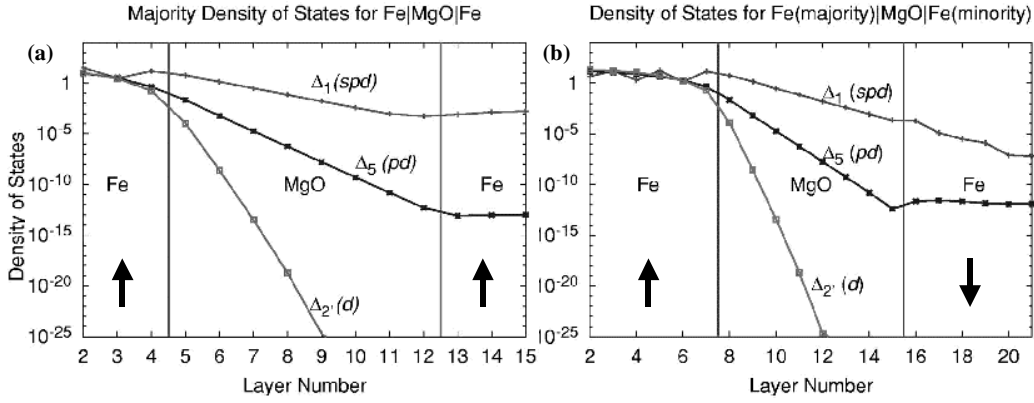 Majority Density of States for Fe|MgO|Fe
(a)
Density of States
1
10-5
10-10
10-15
10-20
10-25
Δ1(spd)
Δ5(pd)
Δ2'(d)
Fe
MgO
Fe
2 3 4 5 6 7 8 9 10 11 12 13 14 15
Layer Number
Density of States for Fe(majority)|MgO|Fe(minority)
(b)
1
10-5
10-10
10-15
10-20
10-25
Δ1 (spd)
Δ5 (pd)
Δ2' (d)
Fe
MgO
Fe
2 4 6 8 10 12 14 16 18 20
Layer Number